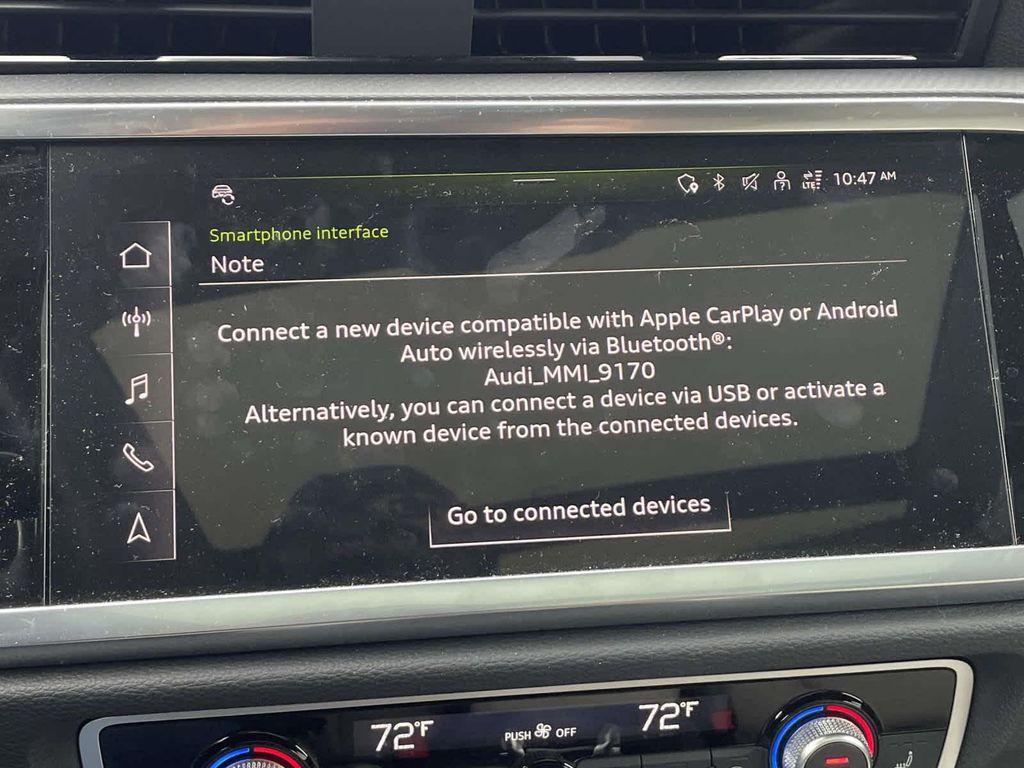 LTE 10:47 AM
Smartphone interface
Note
Connect a new device compatible with Apple CarPlay or Android
Auto wirelessly via Bluetooth®:
Audi_MMI_9170
Alternatively, you can connect a device via USB or activate a
known device from the connected devices.
Go to connected devices
72°F PUSH OFF 72°F